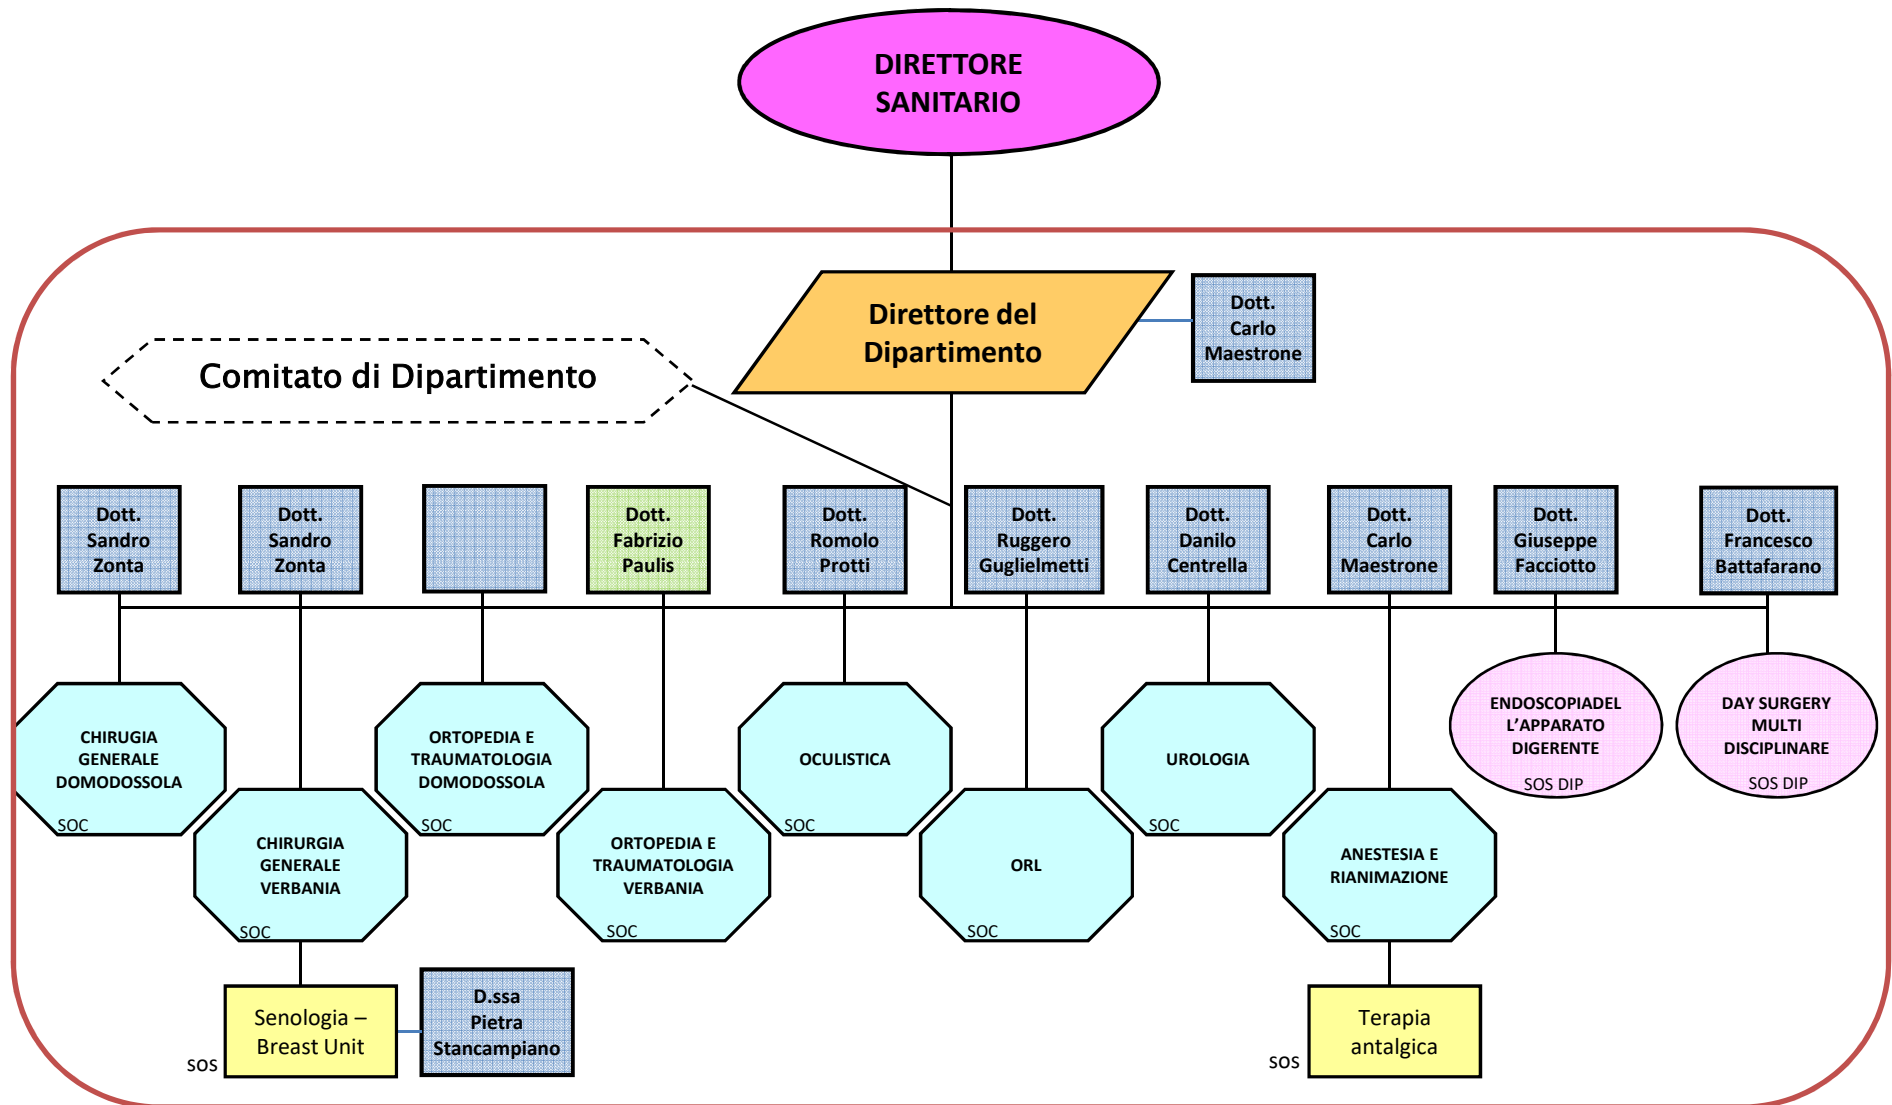 DIRETTORE
SANITARIO
Direttore del
Dipartimento
Dott.
Carlo
Maestrone
Comitato di Dipartimento
Dott.
Sandro
Zonta
Dott.
Sandro
Zonta
Dott.
Fabrizio
Paulis
Dott.
Romolo
Protti
Dott.
Ruggero
Guglielmetti
Dott.
Danilo
Centrella
Dott.
Carlo
Maestrone
Dott.
Giuseppe
Facciotto
Dott.
Francesco
Battafarano
CHIRUGIA
GENERALE
DOMODOSSOLA
SOC
CHIRURGIA
GENERALE
VERBANIA
SOC
ORTOPEDIA E
TRAUMATOLOGIA
DOMODOSSOLA
SOC
ORTOPEDIA E
TRAUMATOLOGIA
VERBANIA
SOC
OCULISTICA
SOC
ORL
SOC
UROLOGIA
SOC
ANESTESIA E
RIANIMAZIONE
SOC
ENDOSCOPIADEL
L’APPARATO
DIGERENTE
SOS DIP
DAY SURGERY
MULTI
DISCIPLINARE
SOS DIP
Senologia –
Breast Unit
SOS
D.ssa
Pietra
Stancampiano
Terapia
antalgica
SOS